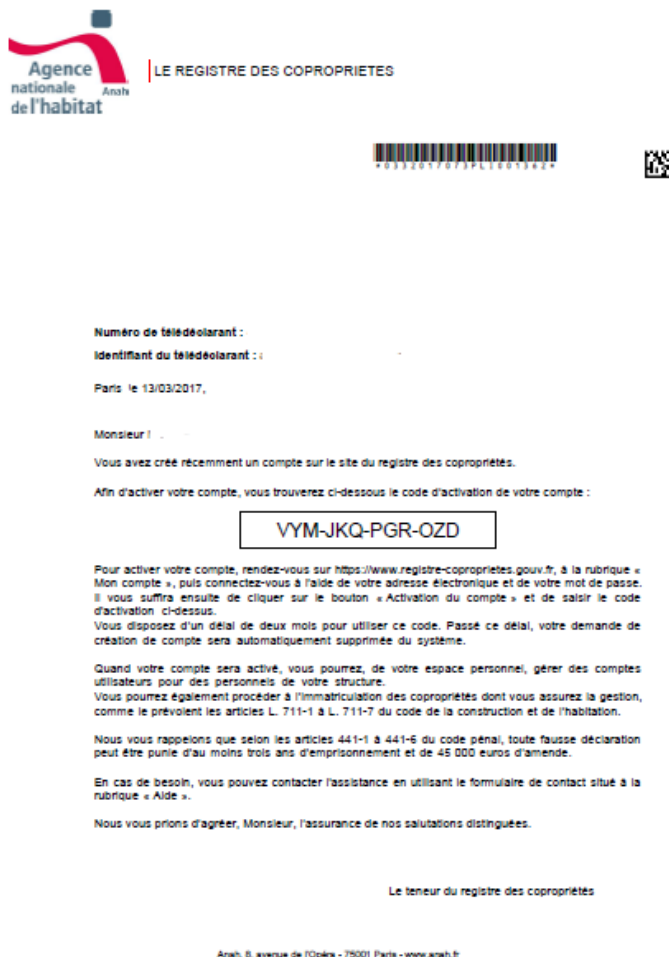 Agence
nationale
de l'habitat
Anah
LE REGISTRE DES COPROPRIETES
Numéro de télédéclarant :
Identifiant du télédéclarant :
Paris le 13/03/2017,
Monsieur
Vous avez créé récemment un compte sur le site du registre des copropriétés.
Afin d'activer votre compte, vous trouverez ci-dessous le code d'activation de votre compte :
VYM-JKQ-PGR-OZD
Pour activer votre compte, rendez-vous sur https://www.registre-coproprietes.gouv.fr, à la rubrique «
Mon compte », puis connectez-vous à l'aide de votre adresse électronique et de votre mot de passe.
Il vous suffira ensuite de cliquer sur le bouton « Activation du compte » et de saisir le code
d'activation ci-dessus.
Vous disposez d'un délai de deux mois pour utiliser ce code. Passé ce délai, votre demande de
création de compte sera automatiquement supprimée du système.
Quand votre compte sera activé, vous pourrez, de votre espace personnel, gérer des comptes
utilisateurs pour des personnels de votre structure.
Vous pourrez également procéder à l'immatriculation des copropriétés dont vous assurez la gestion,
comme le prévoient les articles L. 711-1 à L. 711-7 du code de la construction et de l'habitation.
Nous vous rappelons que selon les articles 441-1 à 441-6 du code pénal, toute fausse déclaration
peut être punie d'au moins trois ans d'emprisonnement et de 45 000 euros d'amende.
En cas de besoin, vous pouvez contacter l'assistance en utilisant le formulaire de contact situé à la
rubrique « Aide ».
Nous vous prions d'agréer, Monsieur, l'assurance de nos salutations distinguées.
Le teneur du registre des copropriétés
Anah, 8, avenue de l'Opéra - 75001 Paris - www.anah.fr